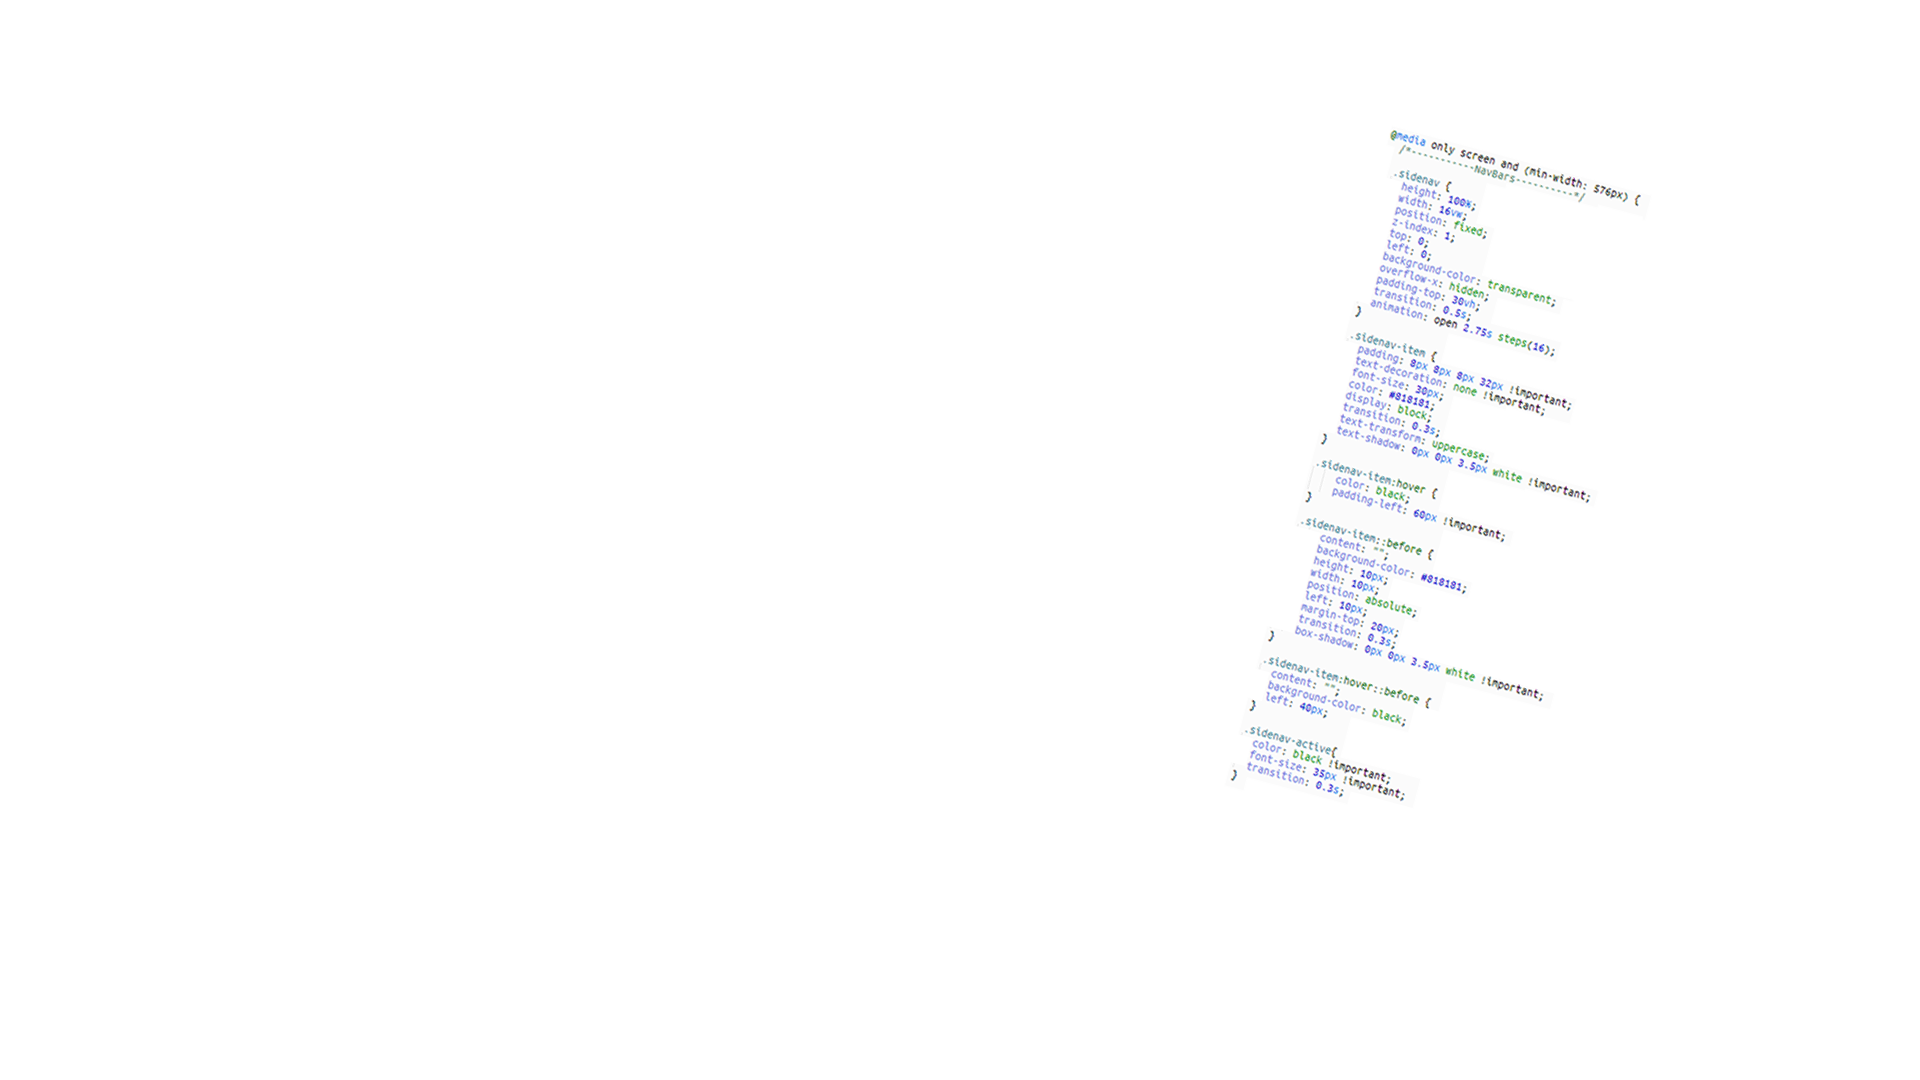 @media only screen and (min-width: 576px) {
/*-----------NavBars----------*/
.sidenav {
height: 100%;
width: 16vw;
position: fixed;
z-index: 1;
top: 0;
left: 0;
background-color: transparent;
overflow-x: hidden;
padding-top: 30vh;
transition: 0.5s;
animation: open 2.75s steps(16);
}
.sidenav-item {
padding: 8px 8px 8px 32px !important;
text-decoration: none !important;
font-size: 30px;
color: #818181;
display: block;
transition: 0.3s;
text-transform: uppercase;
text-shadow: 0px 0px 3.5px white !important;
}
.sidenav-item:hover {
color: black;
padding-left: 60px !important;
}
.sidenav-item::before {
content: "";
background-color: #818181;
height: 10px;
width: 10px;
position: absolute;
left: 10px;
margin-top: 20px;
transition: 0.3s;
box-shadow: 0px 0px 3.5px white !important;
}
.sidenav-item:hover::before {
content: "";
background-color: black;
left: 40px;
}
.sidenav-active{
color: black !important;
font-size: 35px !important;
transition: 0.3s;
}